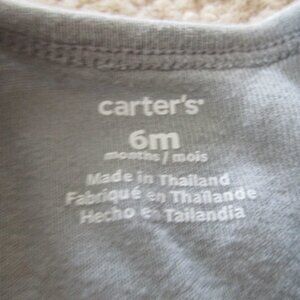 carter's
6m
months / mois
Made in Thailand
Fabriqué en Thaïlande
Hecho en Tailandia